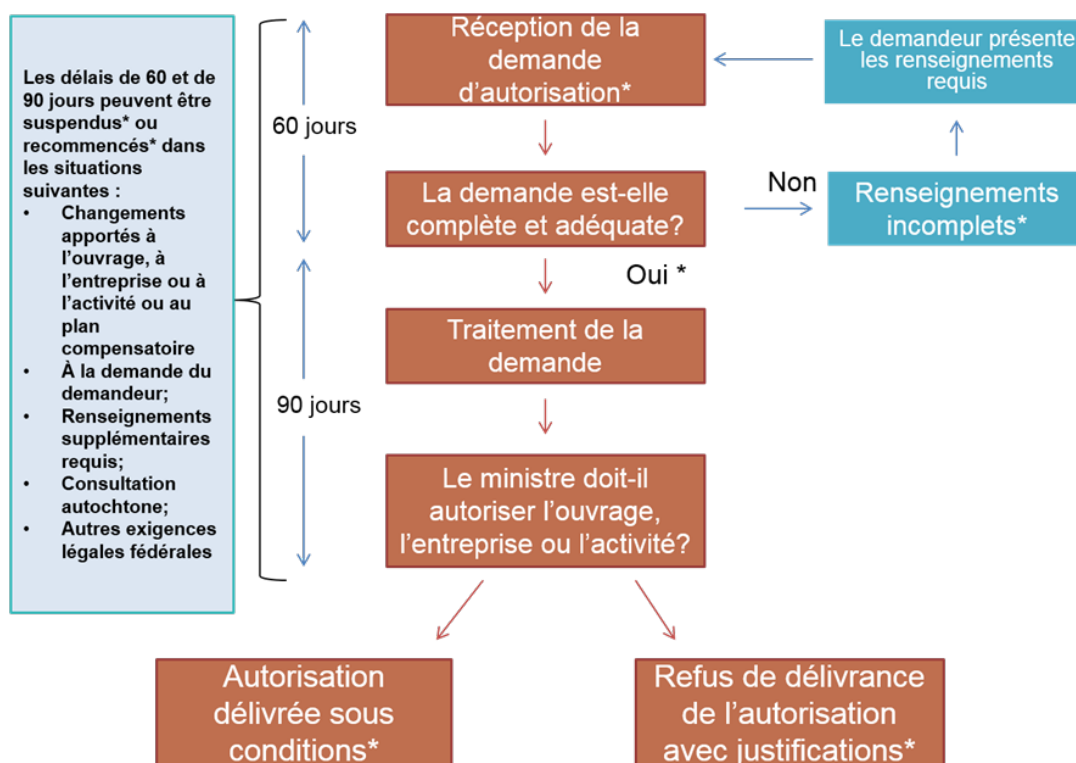 Les délais de 60 et de
90 jours peuvent être
suspendus* ou
recommencés* dans
les situations
suivantes :
• Changements
apportés à
l'ouvrage, à
l'entreprise ou à
l'activité ou au
plan
compensatoire
• À la demande du
demandeur;
• Renseignements
supplémentaires
requis;
• Consultation
autochtone;
• Autres exigences
légales fédérales
60 jours
90 jours
Réception de la
demande
d'autorisation*
Le demandeur présente
les renseignements
requis
La demande est-elle
complète et adéquate?
Non
Renseignements
incomplets*
Oui *
Traitement de la
demande
Le ministre doit-il
autoriser l'ouvrage,
l'entreprise ou l'activité?
Autorisation
délivrée sous
conditions*
Refus de délivrance
de l'autorisation
avec justifications*